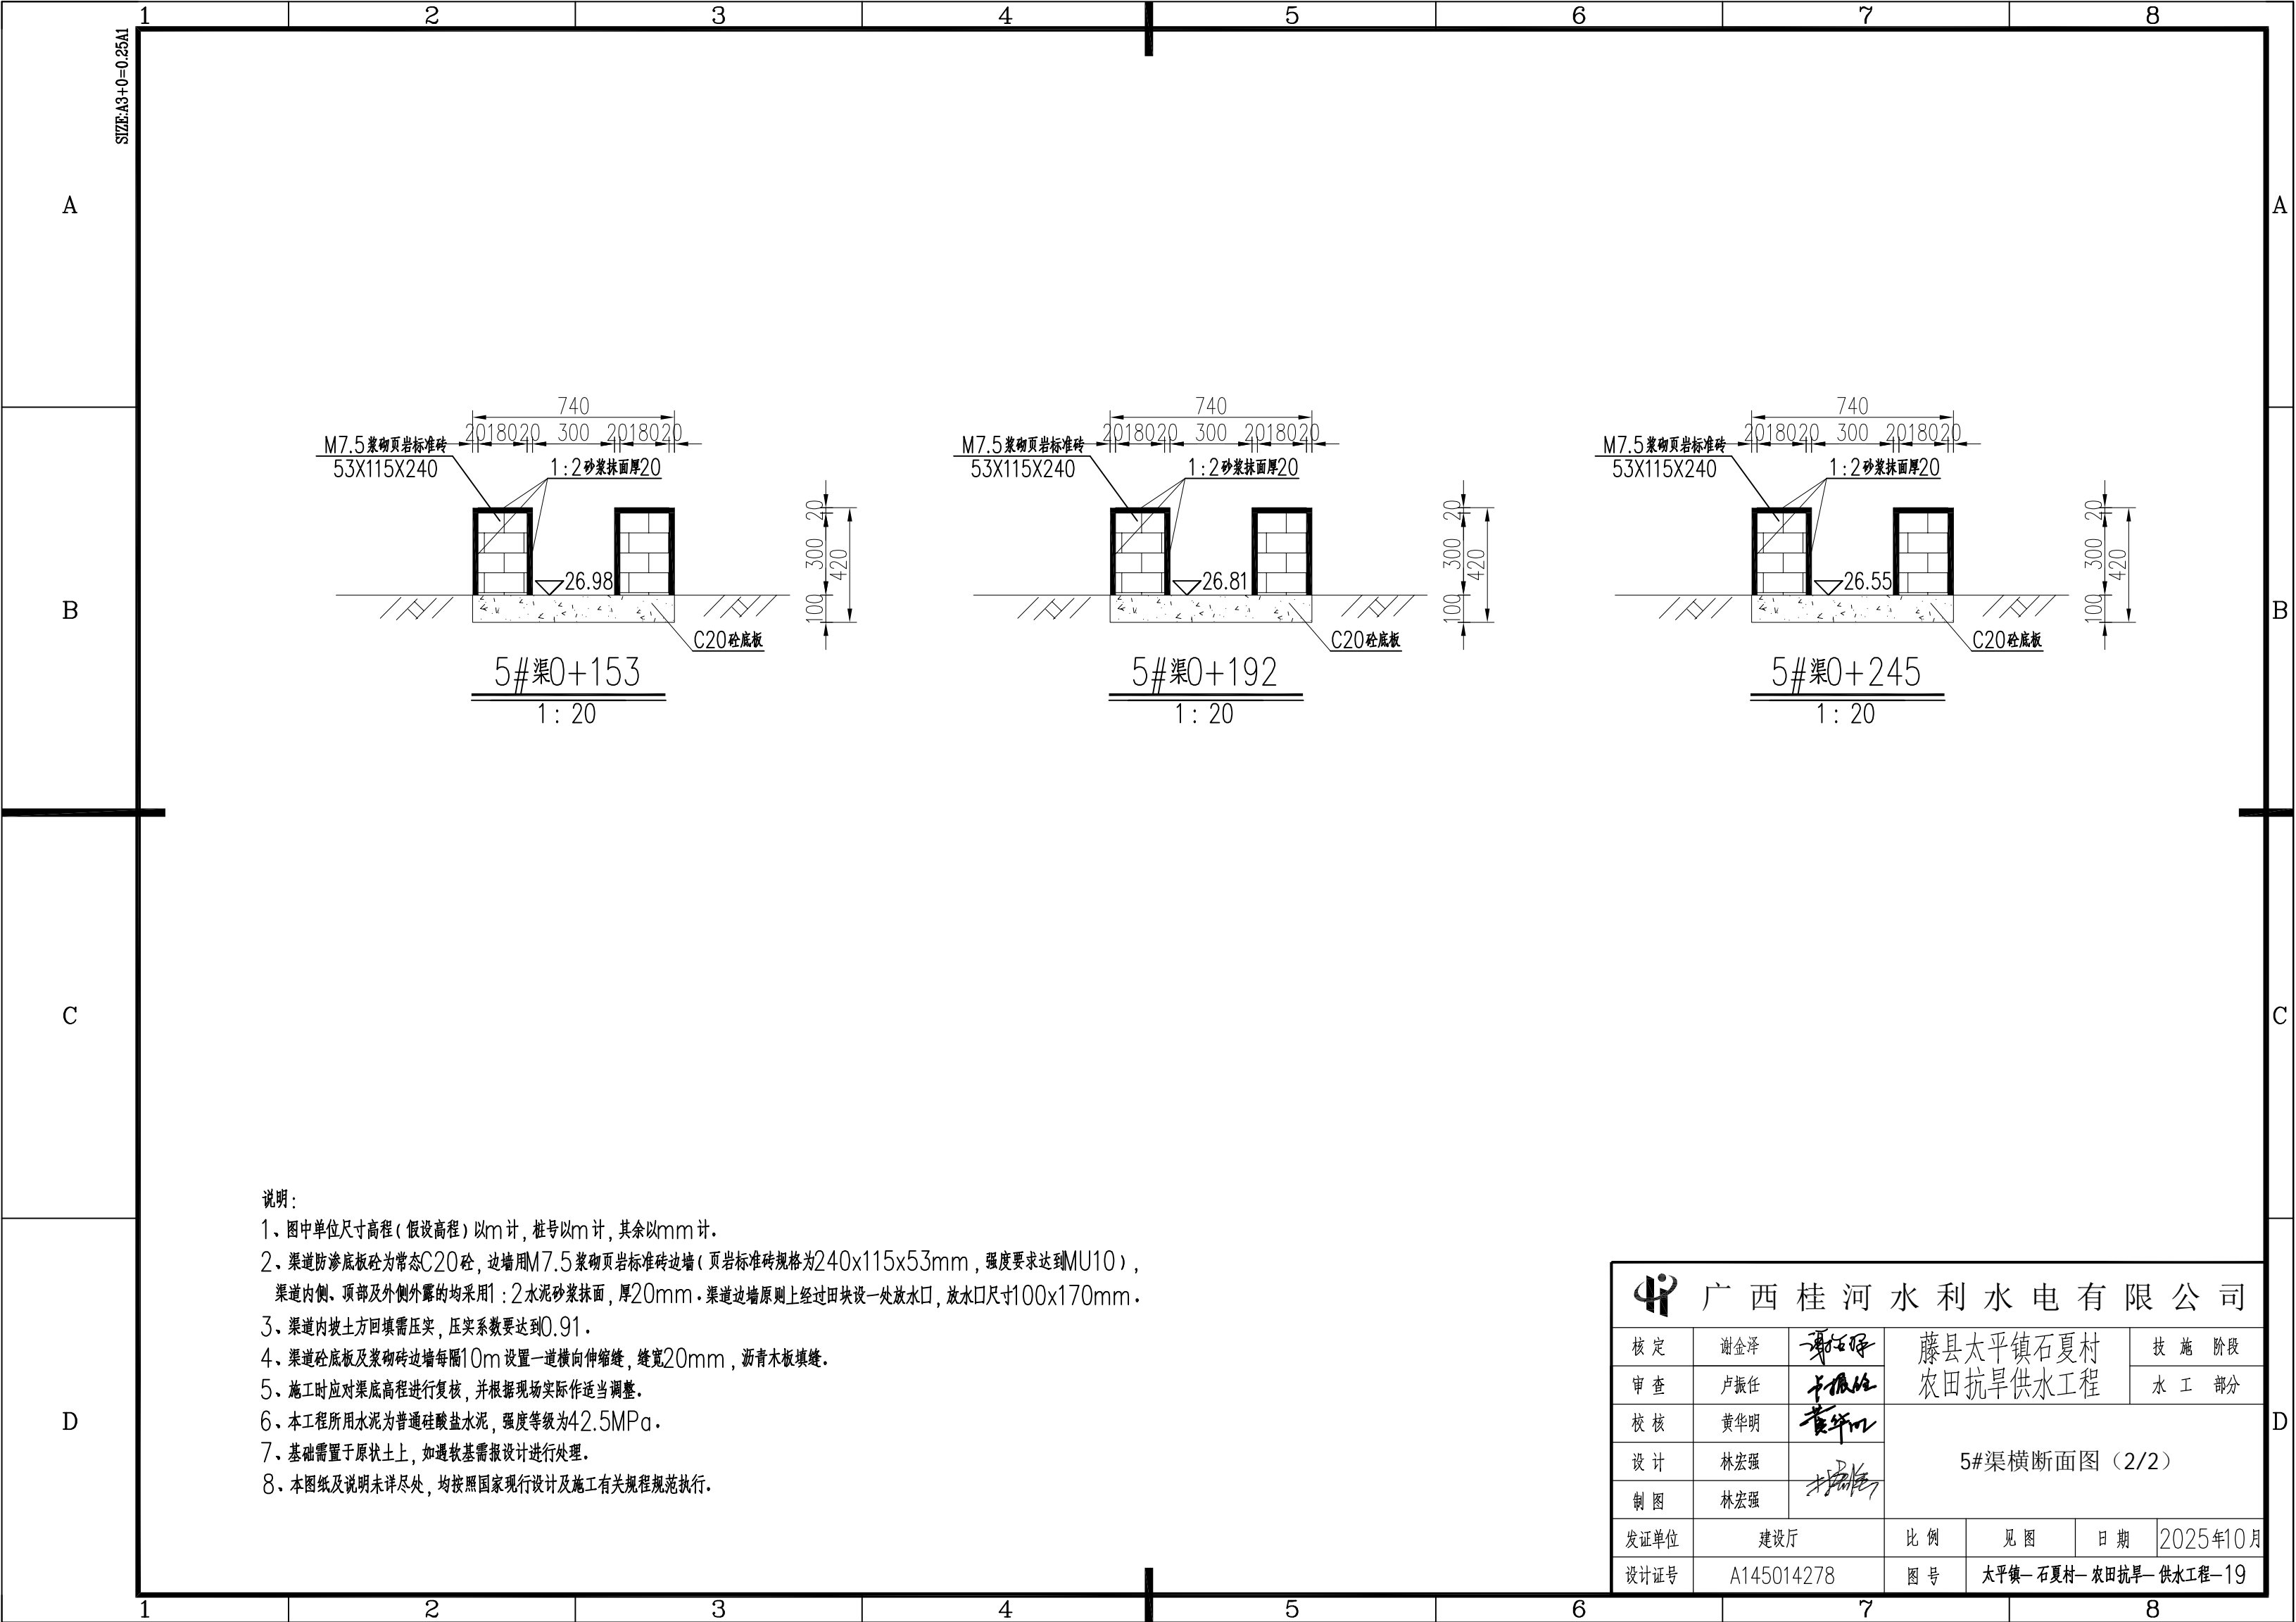 1 2 3 4 5 6 7 8
SIZE:A3+0=0.25A1
A A
B B
C C
D D
740
20 180 20 300 20 180 20
M7.5浆砌页岩标准砖
53X115X240
1:2砂浆抹面厚20
20
300
420
100
26.98
C20砼底板
5#渠0+153
1: 20
740
20 180 20 300 20 180 20
M7.5浆砌页岩标准砖
53X115X240
1:2砂浆抹面厚20
20
300
420
100
26.81
C20砼底板
5#渠0+192
1: 20
740
20 180 20 300 20 180 20
M7.5浆砌页岩标准砖
53X115X240
1:2砂浆抹面厚20
20
300
420
100
26.55
C20砼底板
5#渠0+245
1: 20
说明:
1、图中单位尺寸高程(假设高程)以m计,桩号以m计,其余以mm计.
2、渠道防渗底板砼为常态C20砼,边墙用M7.5浆砌页岩标准砖边墙(页岩标准砖规格为240x115x53mm,强度要求达到MU10),
渠道内侧、顶部及外侧外露的均采用1:2水泥砂浆抹面,厚20mm.渠道边墙原则上经过田块设一处放水口,放水口尺寸100x170mm.
3、渠道内坡土方回填需压实,压实系数要达到0.91.
4、渠道砼底板及浆砌砖边墙每隔10m设置一道横向伸缩缝,缝宽20mm,沥青木板填缝.
5、施工时应对渠底高程进行复核,并根据现场实际作适当调整.
6、本工程所用水泥为普通硅酸盐水泥,强度等级为42.5MPa.
7、基础需置于原状土上,如遇软基需报设计进行处理.
8、本图纸及说明未详尽处,均按照国家现行设计及施工有关规程规范执行.
广西桂河水利水电有限公司
核定 谢金泽 谢金泽 藤县太平镇石夏村 技施 阶段
审查 卢振任 卢振任 农田抗旱供水工程 水工 部分
校核 黄华明 黄华明
设计 林宏强 林宏强 5#渠横断面图（2/2）
制图 林宏强
发证单位 建设厅 比例 见图 日期 2025年10月
设计证号 A145014278 图号 太平镇—石夏村—农田抗旱—供水工程—19
1 2 3 4 5 6 7 8